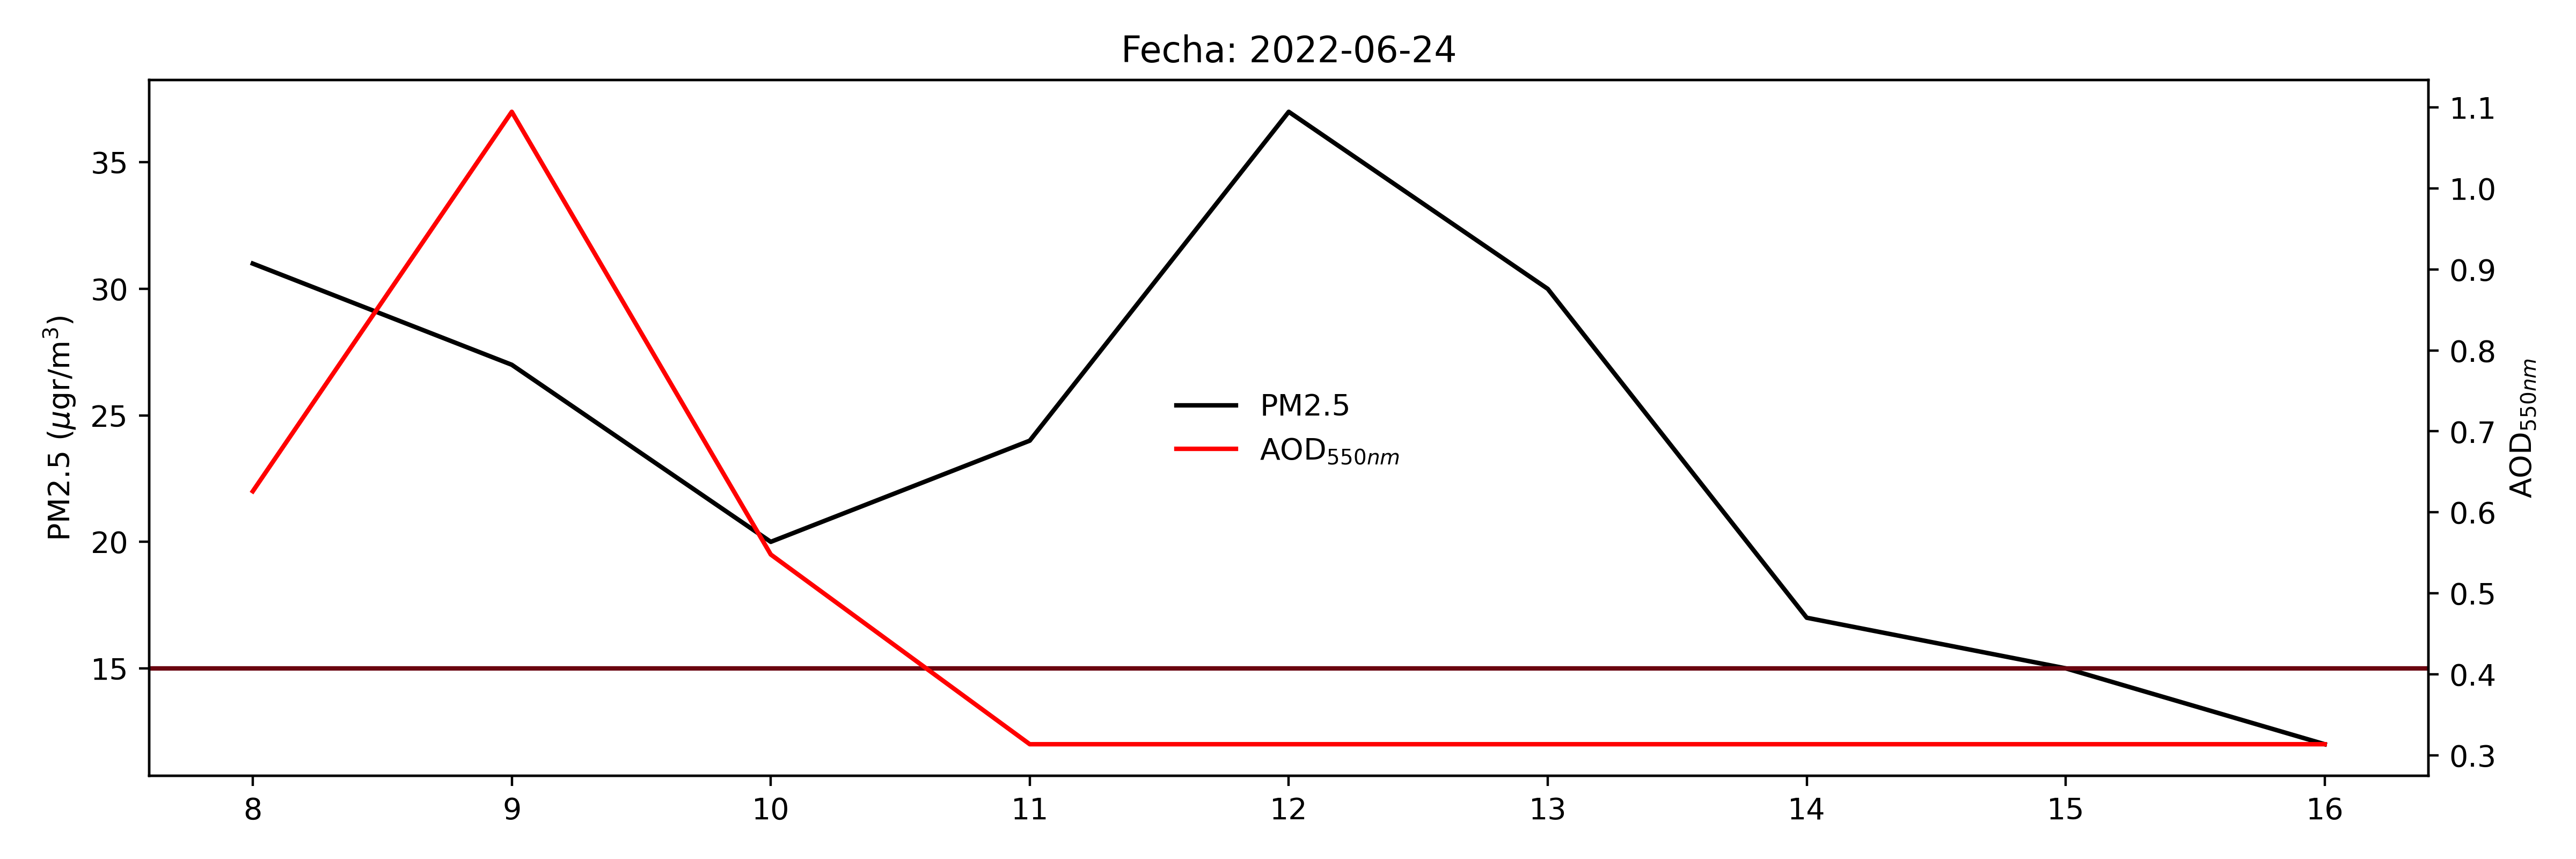 Fecha: 2022-06-24
PM2.5 (μgr/m³)
35
30
25
20
15
PM2.5
AOD₅₅₀ₙₘ
1.1
1.0
0.9
0.8
0.7
0.6
0.5
0.4
0.3
AOD₅₅₀ₙₘ
8 9 10 11 12 13 14 15 16